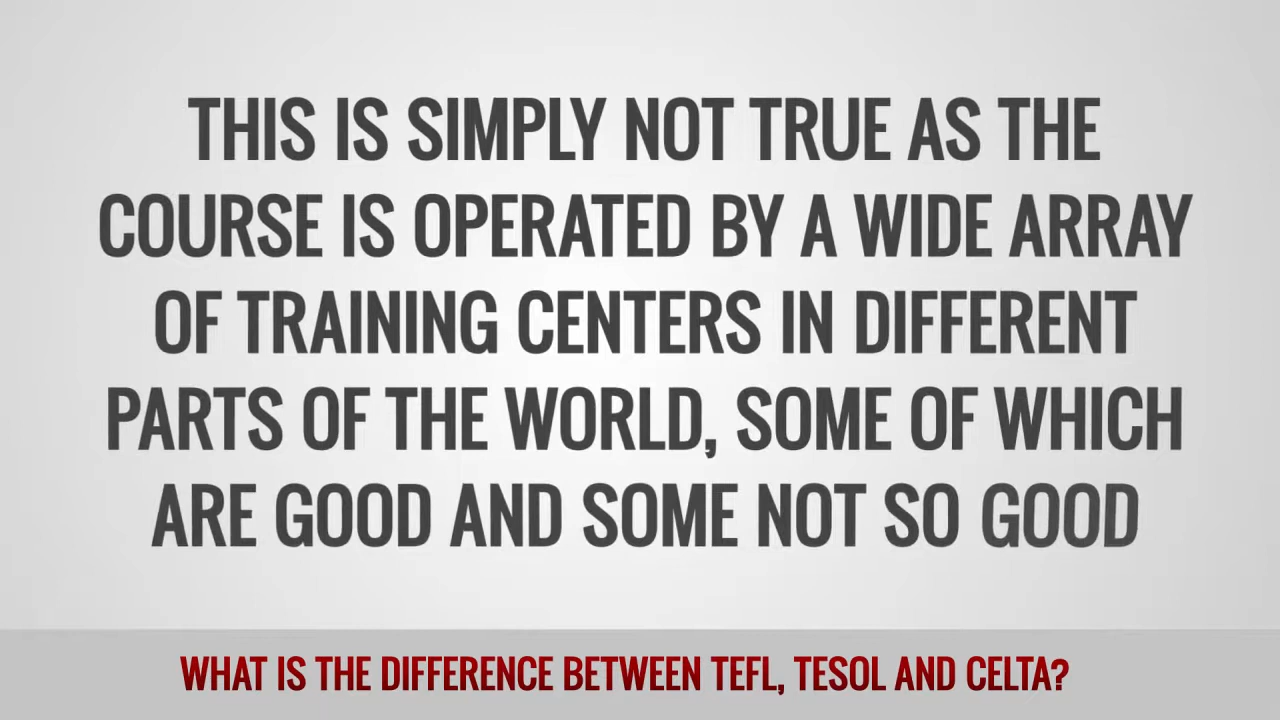 THIS IS SIMPLY NOT TRUE AS THE
COURSE IS OPERATED BY A WIDE ARRAY
OF TRAINING CENTERS IN DIFFERENT
PARTS OF THE WORLD, SOME OF WHICH
ARE GOOD AND SOME NOT SO GOOD
WHAT IS THE DIFFERENCE BETWEEN TEFL, TESOL AND CELTA?